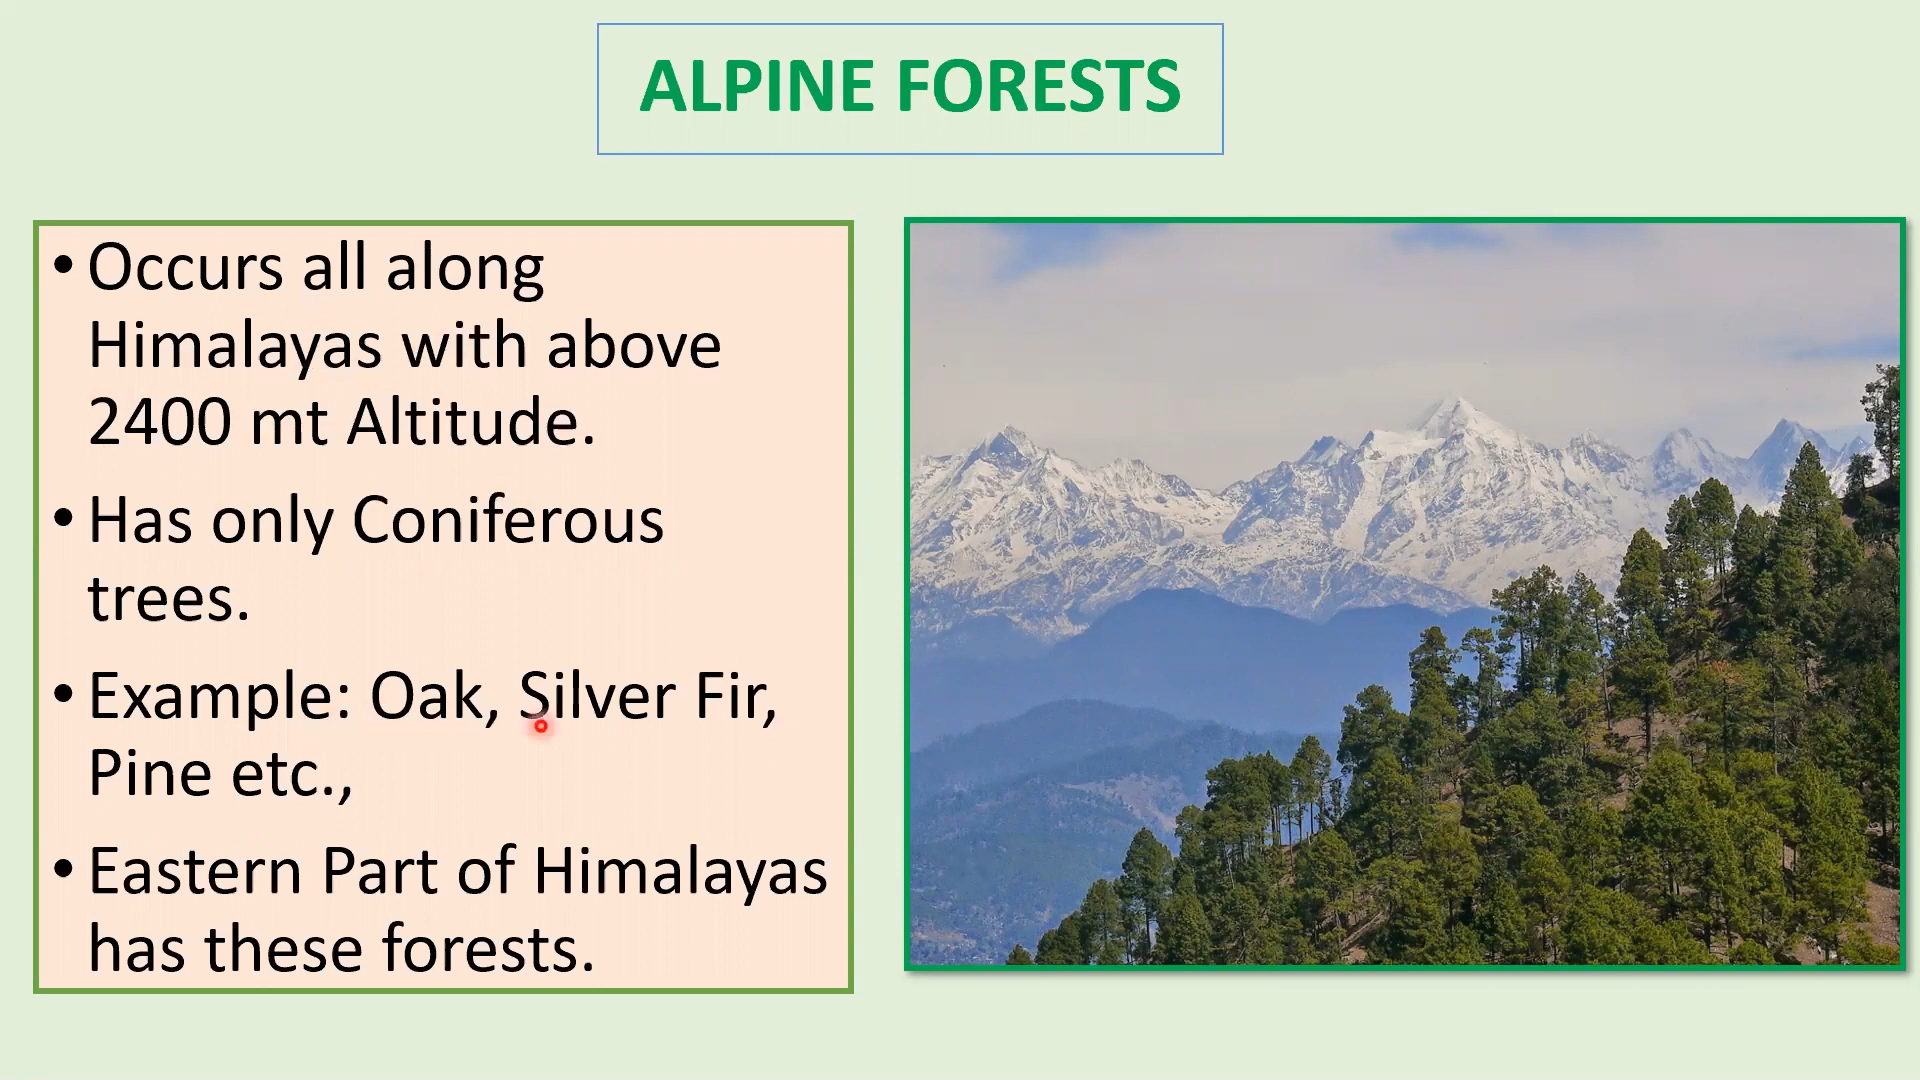 ALPINE FORESTS
• Occurs all along
Himalayas with above
2400 mt Altitude.
• Has only Coniferous
trees.
• Example: Oak, Silver Fir,
Pine etc.,
• Eastern Part of Himalayas
has these forests.